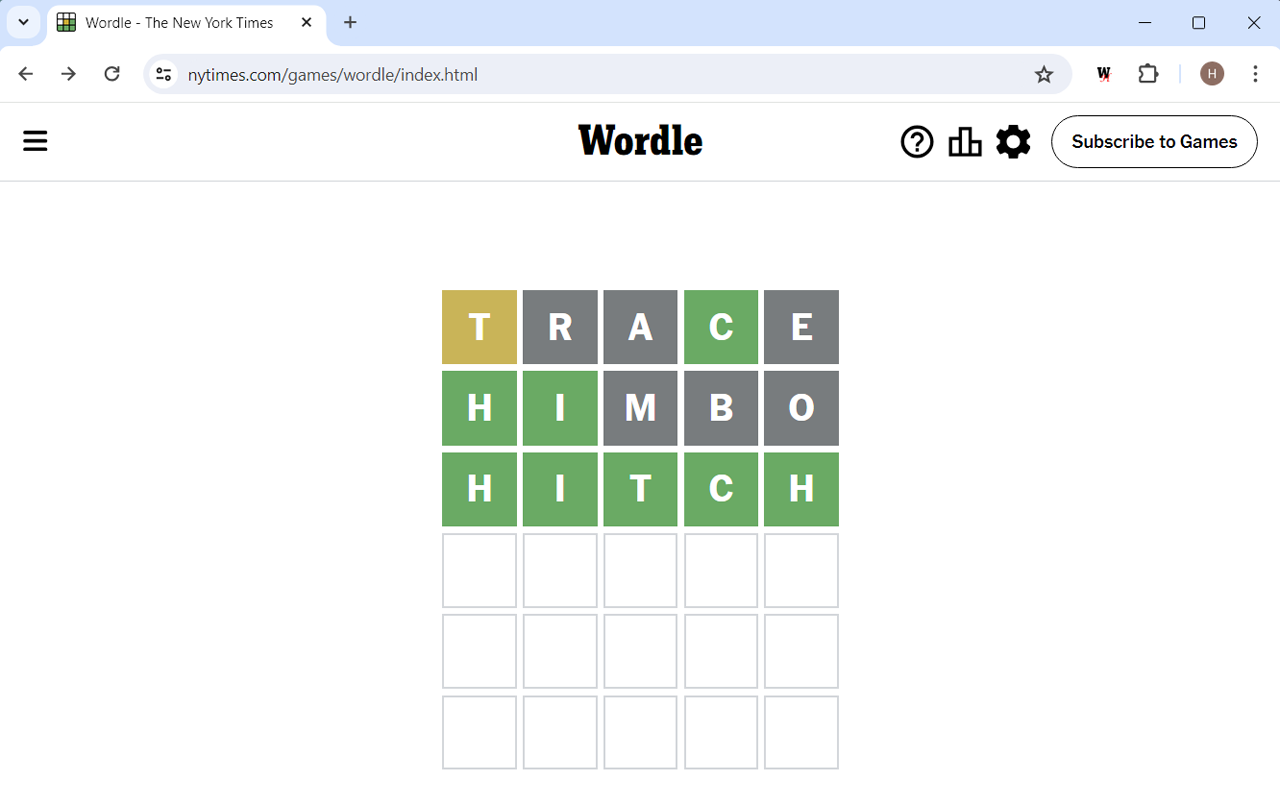 Wordle - The New York Times
nytimes.com/games/wordle/index.html
W
H
Wordle
Subscribe to Games
T R A C E
H I M B O
H I T C H